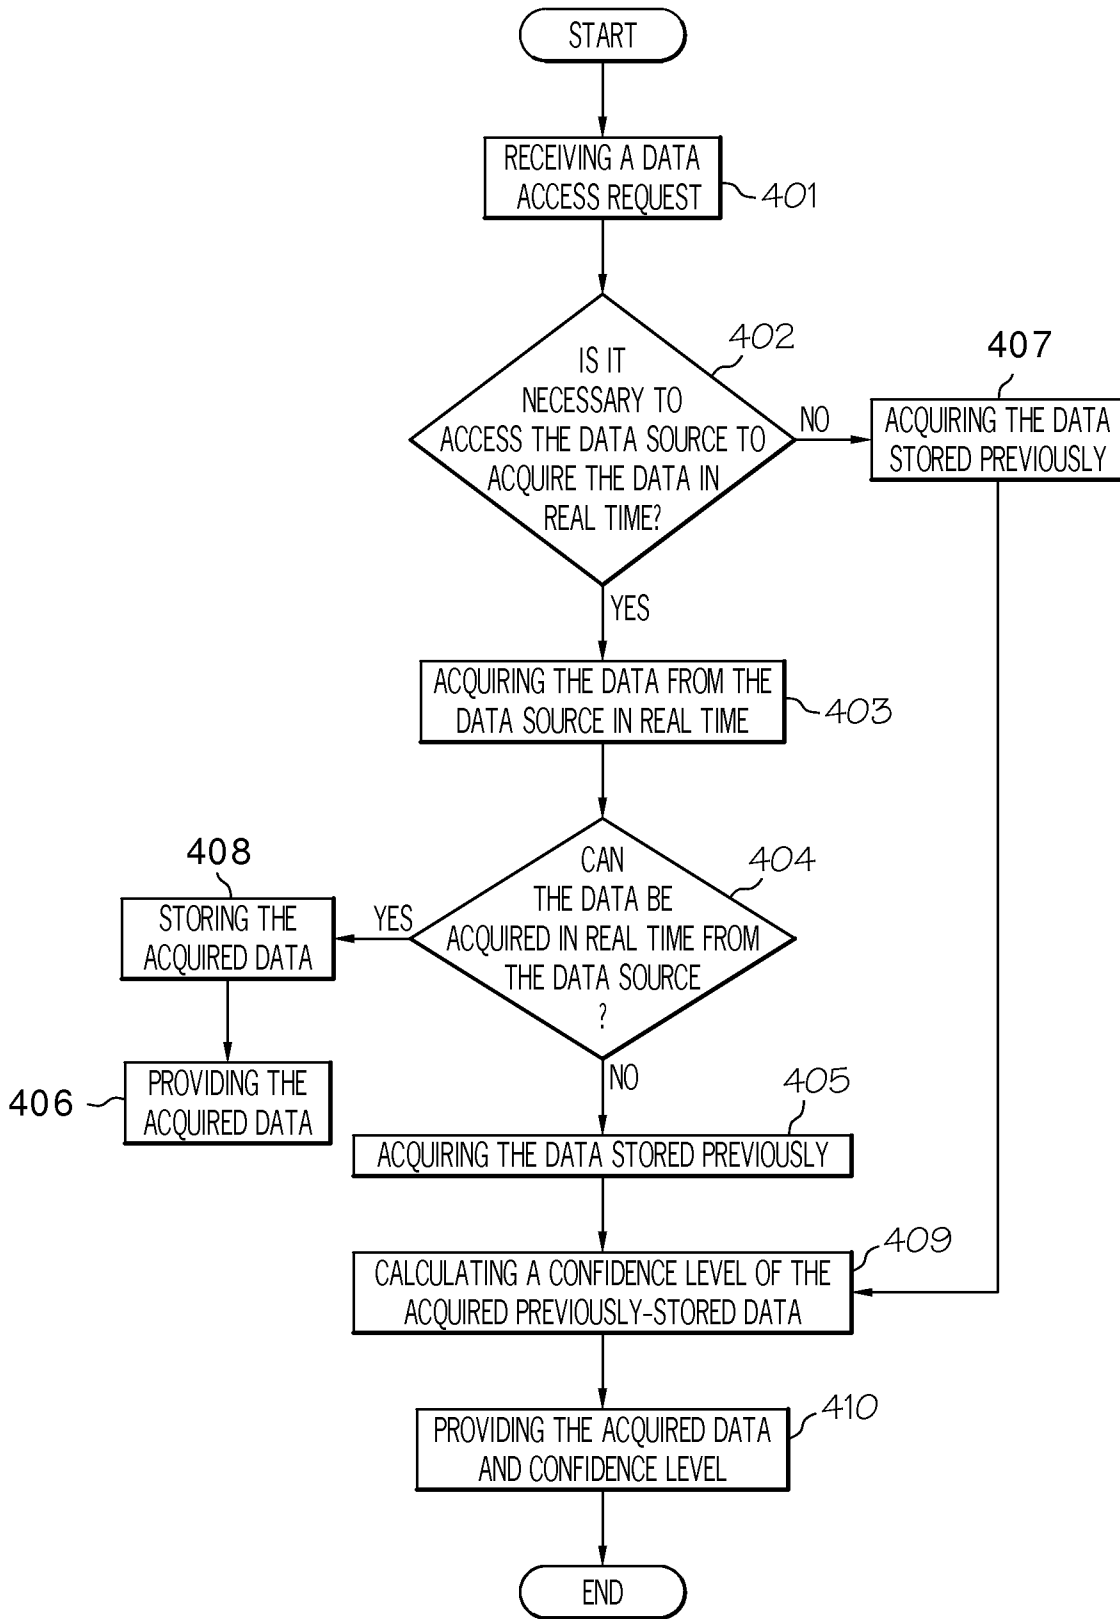 START
RECEIVING A DATA
ACCESS REQUEST
401
402
IS IT
NECESSARY TO
ACCESS THE DATA SOURCE TO
ACQUIRE THE DATA IN
REAL TIME?
NO
407
ACQUIRING THE DATA
STORED PREVIOUSLY
YES
ACQUIRING THE DATA FROM THE
DATA SOURCE IN REAL TIME
403
404
CAN
THE DATA BE
ACQUIRED IN REAL TIME FROM
THE DATA SOURCE
?
YES
408
STORING THE
ACQUIRED DATA
406
PROVIDING THE
ACQUIRED DATA
NO
405
ACQUIRING THE DATA STORED PREVIOUSLY
409
CALCULATING A CONFIDENCE LEVEL OF THE
ACQUIRED PREVIOUSLY-STORED DATA
410
PROVIDING THE ACQUIRED DATA
AND CONFIDENCE LEVEL
END